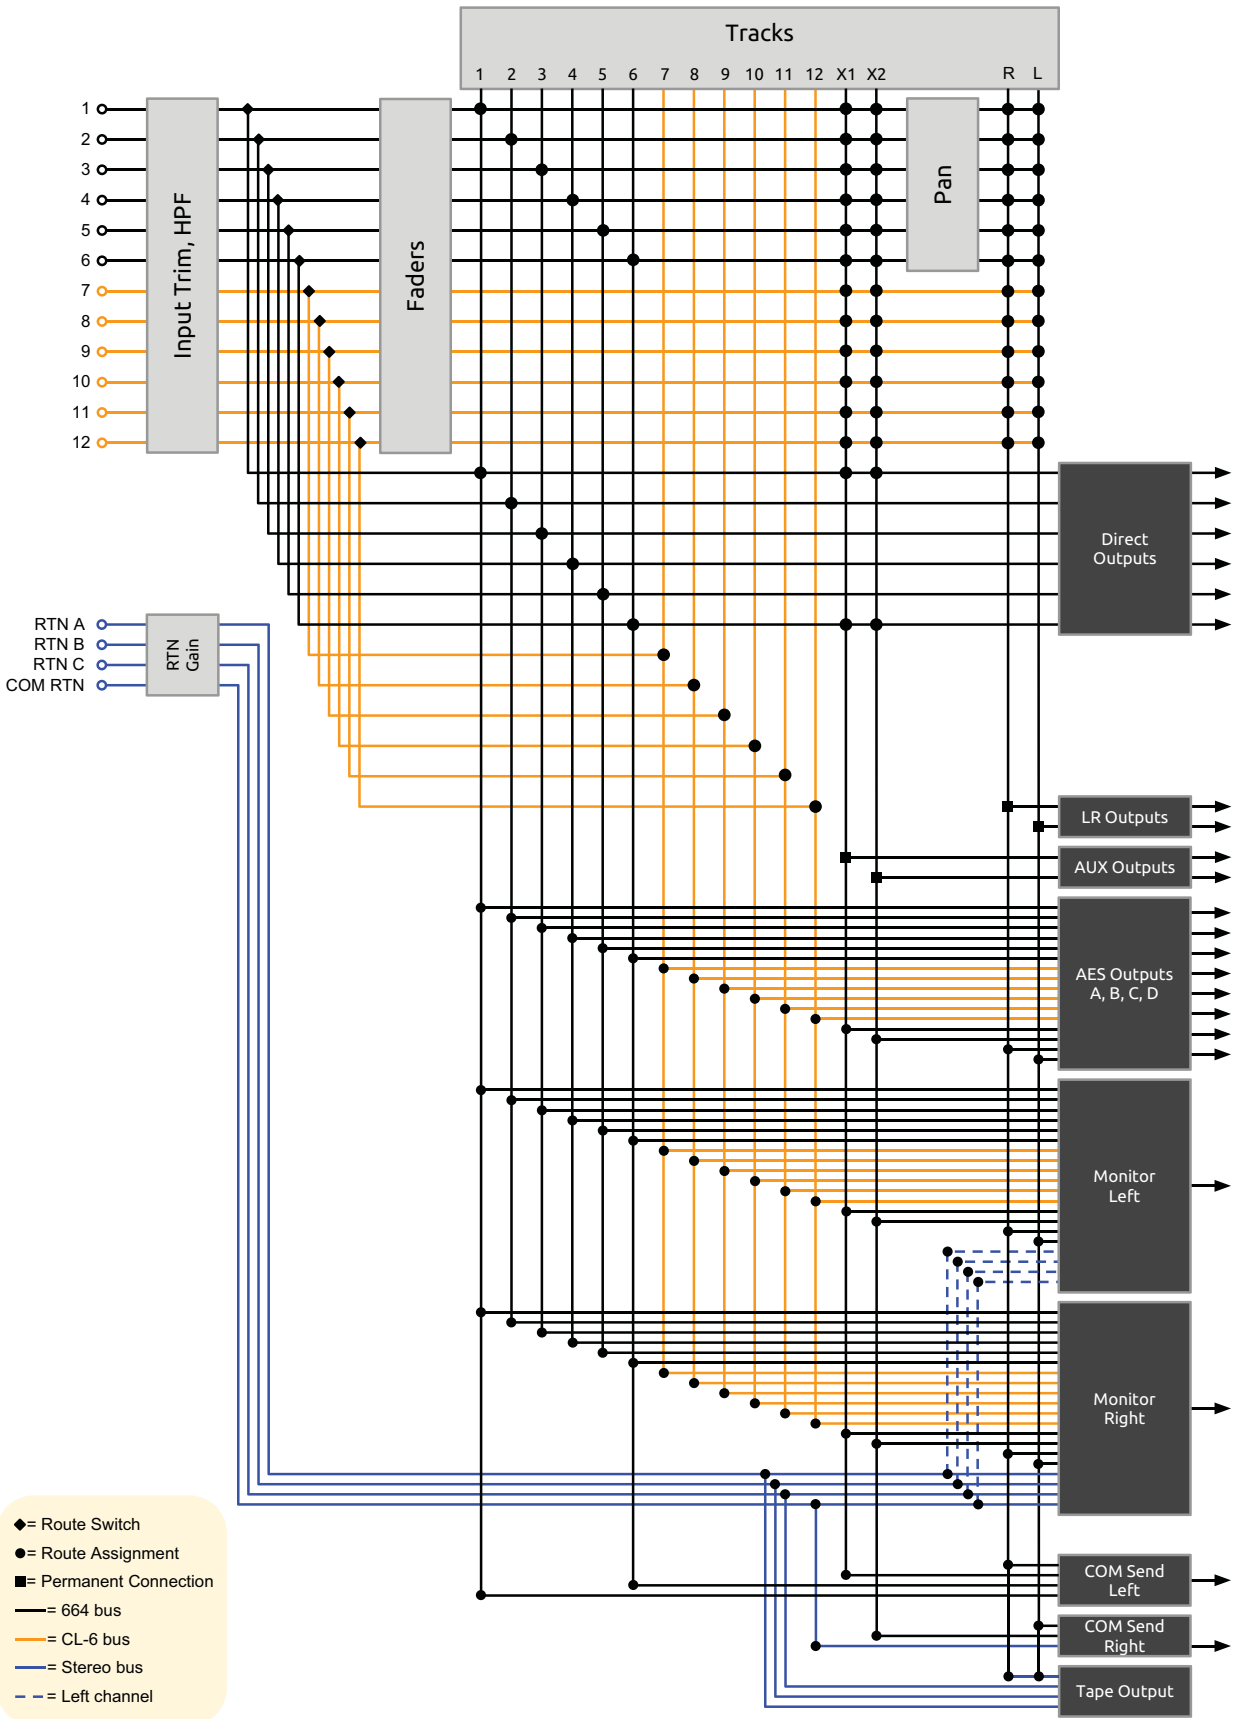 Tracks
1 2 3 4 5 6 7 8 9 10 11 12 X1 X2 R L
1
2
3
4
5
6
7
8
9
10
11
12
Input Trim, HPF
Faders
Pan
Direct
Outputs
RTN A
RTN B
RTN C
COM RTN
RTN
Gain
LR Outputs
AUX Outputs
AES Outputs
A, B, C, D
Monitor
Left
Monitor
Right
= Route Switch
= Route Assignment
= Permanent Connection
= 664 bus
= CL-6 bus
= Stereo bus
= Left channel
COM Send
Left
COM Send
Right
Tape Output